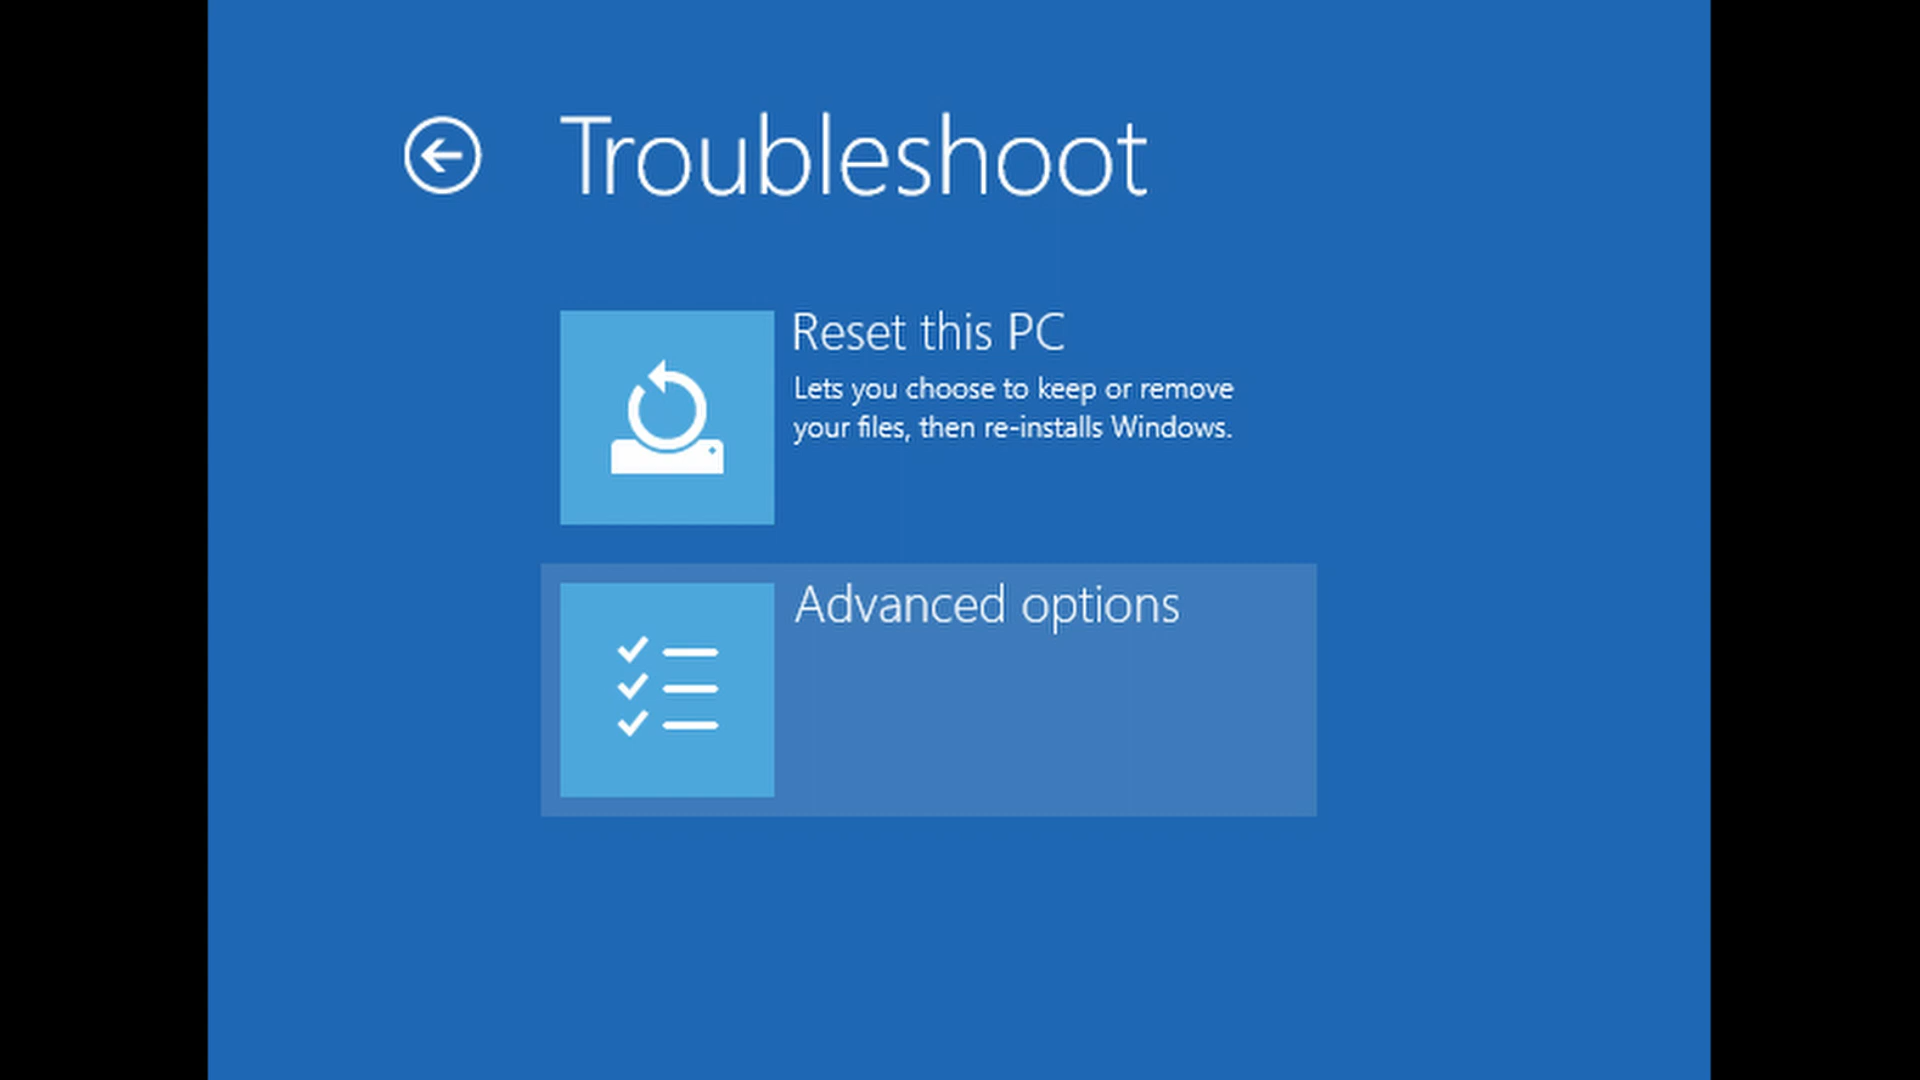 Troubleshoot
Reset this PC
Lets you choose to keep or remove
your files, then re-installs Windows.
Advanced options